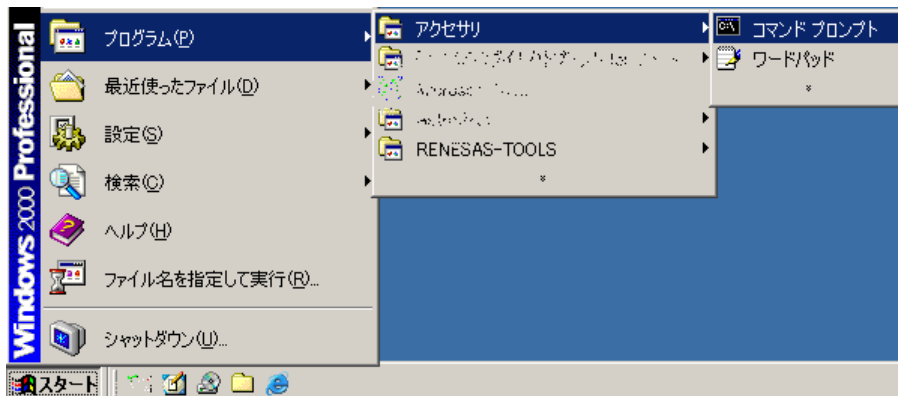 Windows 2000 Professional
プログラム(P)
最近使ったファイル(D)
設定(S)
検索(C)
ヘルプ(H)
ファイル名を指定して実行(R)...
シャットダウン(U)...
アクセサリ
RENESAS-TOOLS
コマンド プロンプト
ワードパッド
スタート